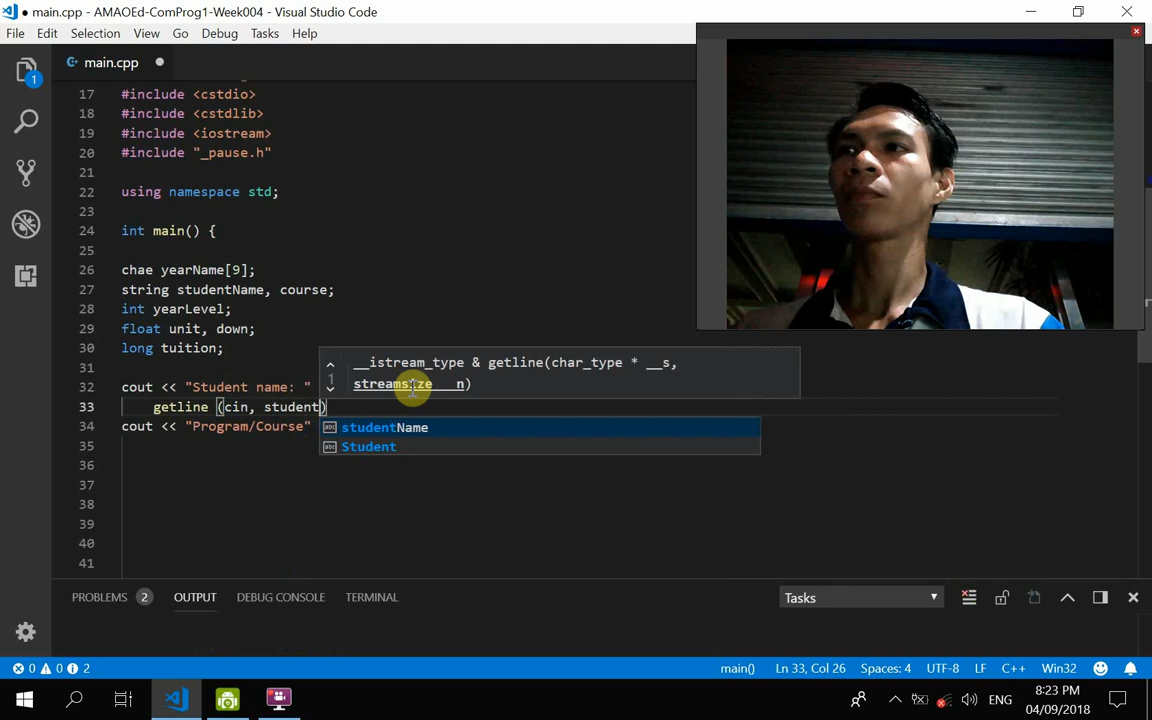 ● main.cpp - AMAOEd-ComProg1-Week004 - Visual Studio Code
File Edit Selection View Go Debug Tasks Help
main.cpp ●
1
17 #include <cstdio>
18 #include <cstdlib>
19 #include <iostream>
20 #include "_pause.h"
21
22 using namespace std;
23
24 int main() {
25
26 chae yearName[9];
27 string studentName, course;
28 int yearLevel;
29 float unit, down;
30 long tuition;
31
__istream_type & getline(char_type * __s,
1
streamsize __n)
32 cout << "Student name: "
33 getline (cin, student)
34 cout << "Program/Course"
abc studentName
abc Student
35
36
37
38
39
40
41
PROBLEMS 2 OUTPUT DEBUG CONSOLE TERMINAL Tasks
0 0 2 main() Ln 33, Col 26 Spaces: 4 UTF-8 LF C++ Win32
ENG 8:23 PM
04/09/2018